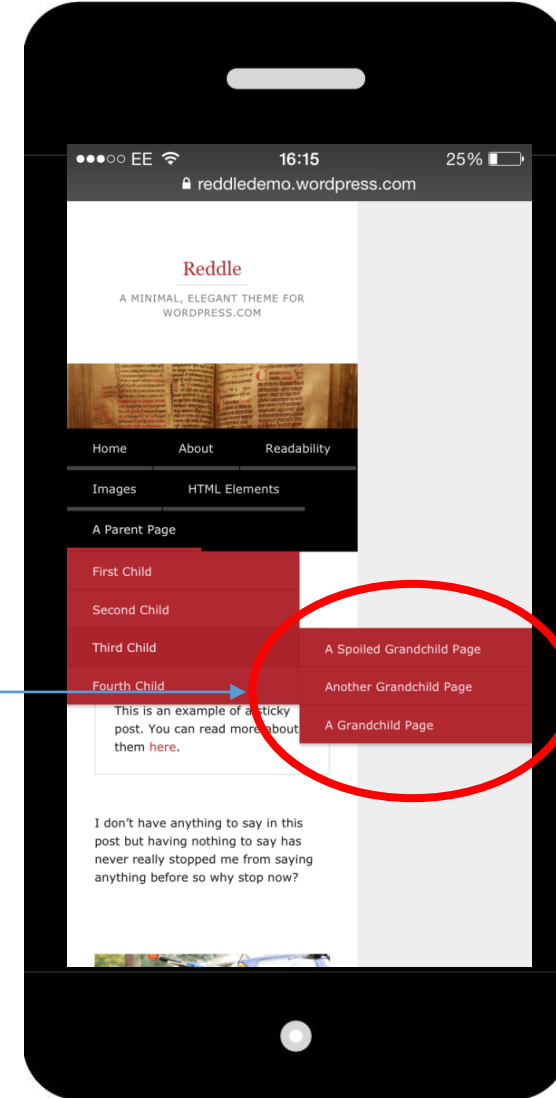 EE 16:15 25%
reddledemo.wordpress.com
Reddle
A MINIMAL, ELEGANT THEME FOR
WORDPRESS.COM
Home About Readability
Images HTML Elements
A Parent Page
First Child
Second Child
Third Child
Fourth Child
A Spoiled Grandchild Page
Another Grandchild Page
A Grandchild Page
This is an example of a sticky
post. You can read more about
them here.
I don’t have anything to say in this
post but having nothing to say has
never really stopped me from saying
anything before so why stop now?